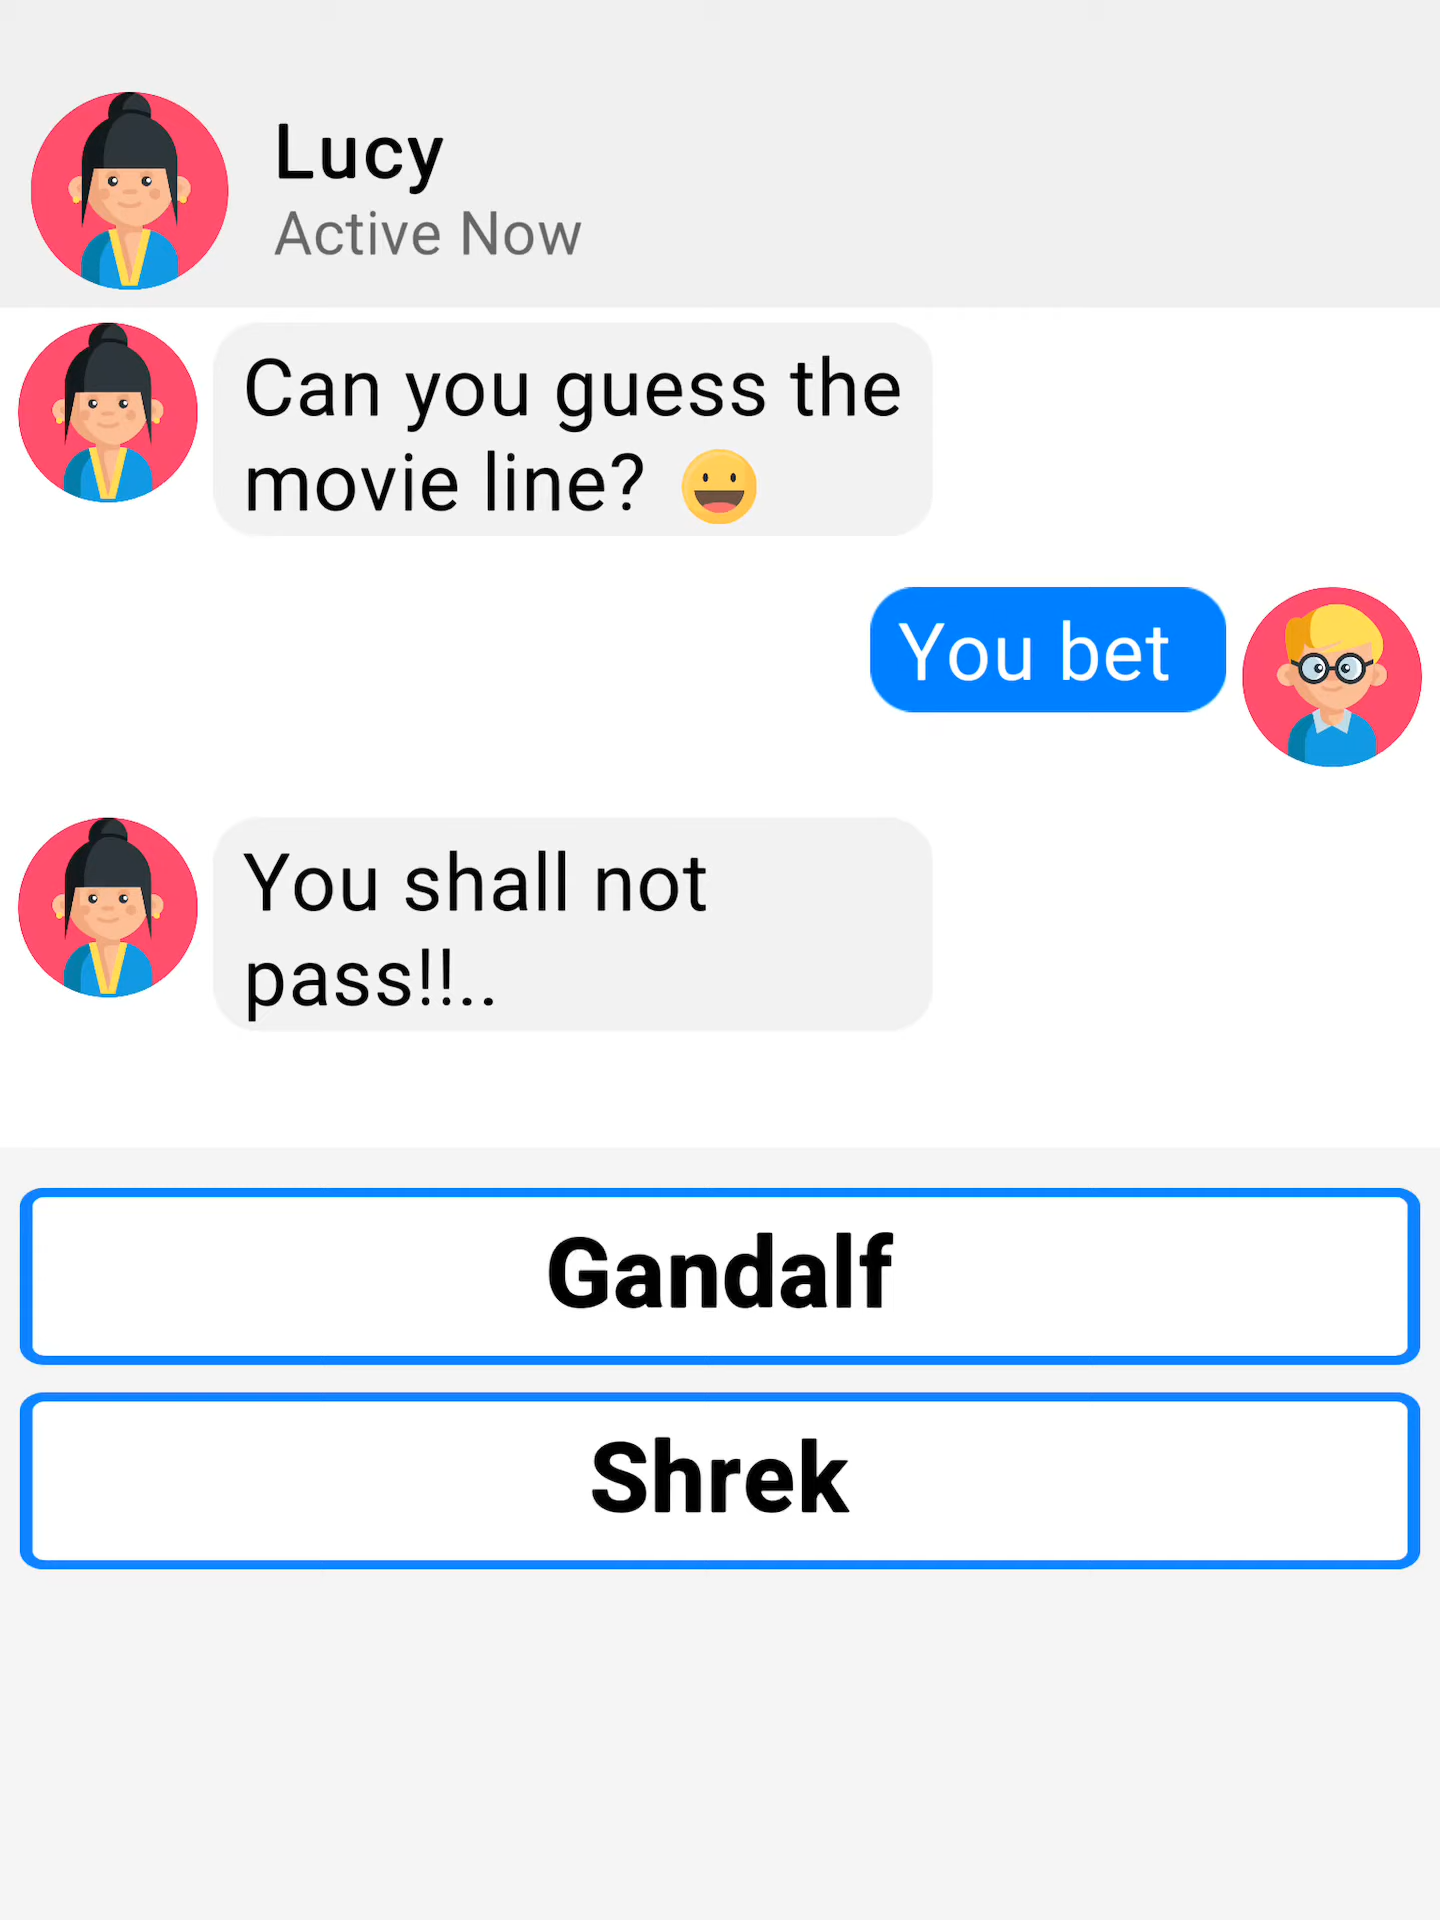 Lucy
Active Now
Can you guess the
movie line? 😀
You bet
You shall not
pass!!..
Gandalf
Shrek